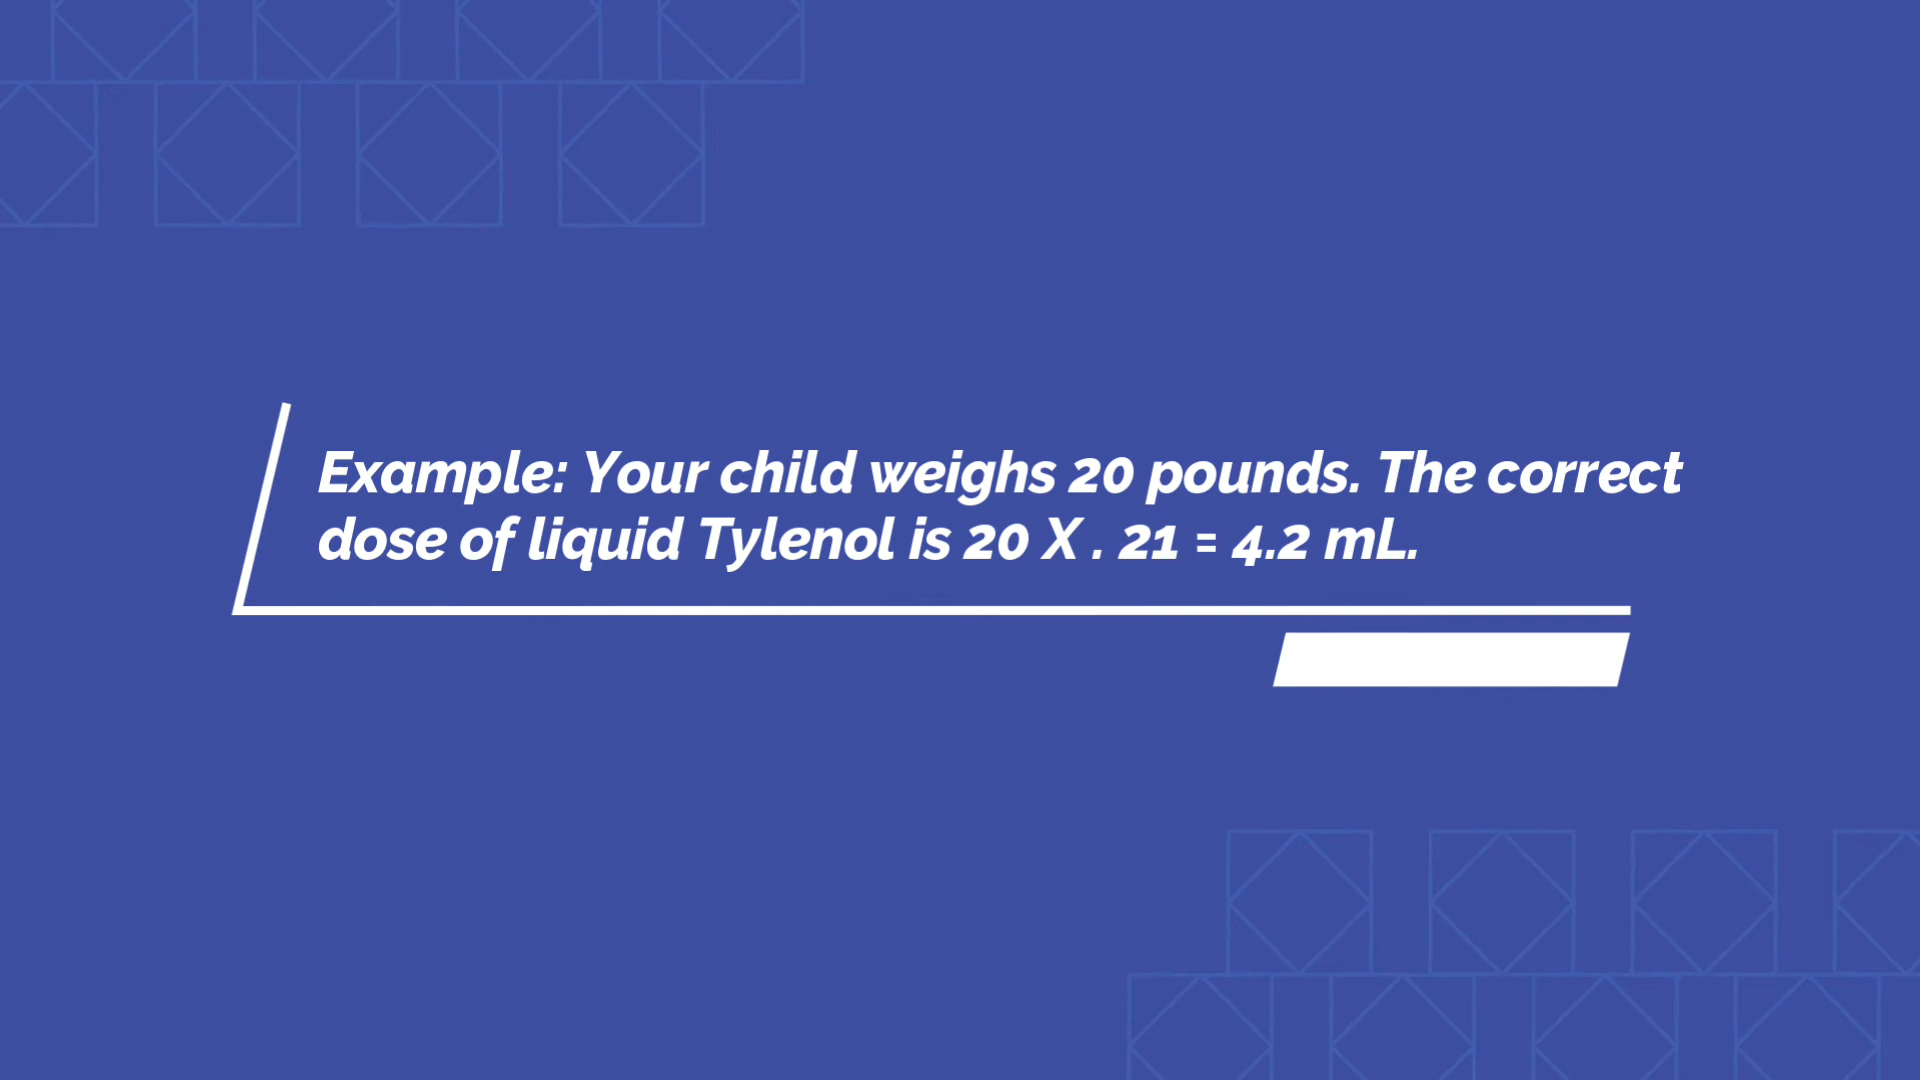 Example: Your child weighs 20 pounds. The correct
dose of liquid Tylenol is 20 X . 21 = 4.2 mL.